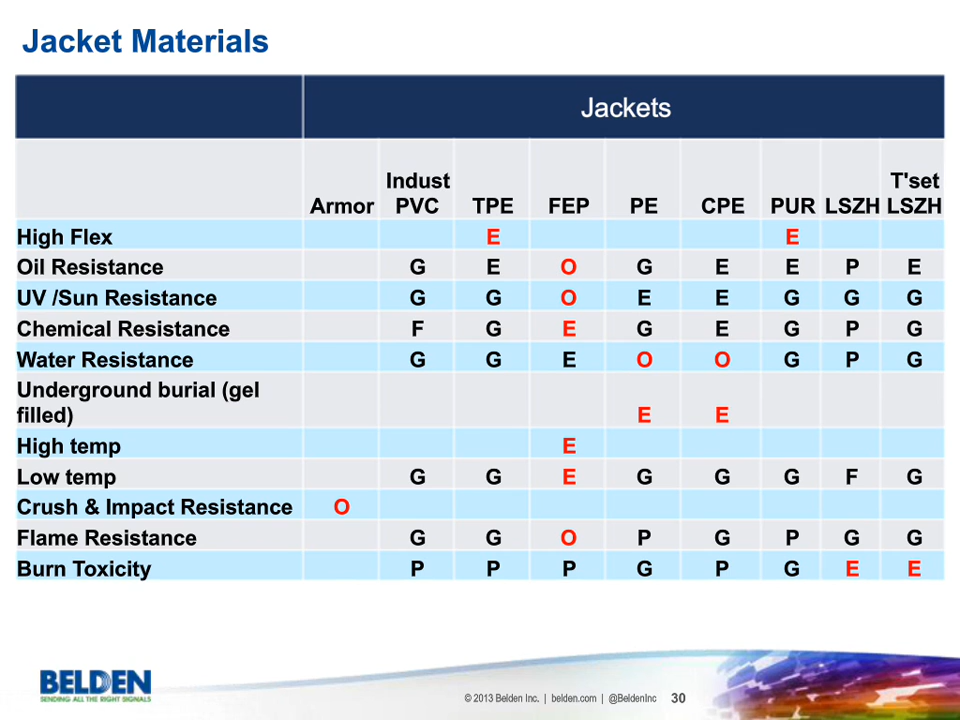 Jacket Materials
Jackets
Armor Indust PVC TPE FEP PE CPE PUR LSZH T'set LSZH
High Flex E E
Oil Resistance G E O G E E P E
UV /Sun Resistance G G O E E G G G
Chemical Resistance F G E G E G P G
Water Resistance G G E O O G P G
Underground burial (gel
filled) E E
High temp E
Low temp G G E G G G F G
Crush & Impact Resistance O
Flame Resistance G G O P G P G G
Burn Toxicity P P P G P G E E
BELDEN
SENDING ALL THE RIGHT SIGNALS
© 2013 Belden Inc. | belden.com | @BeldenInc 30